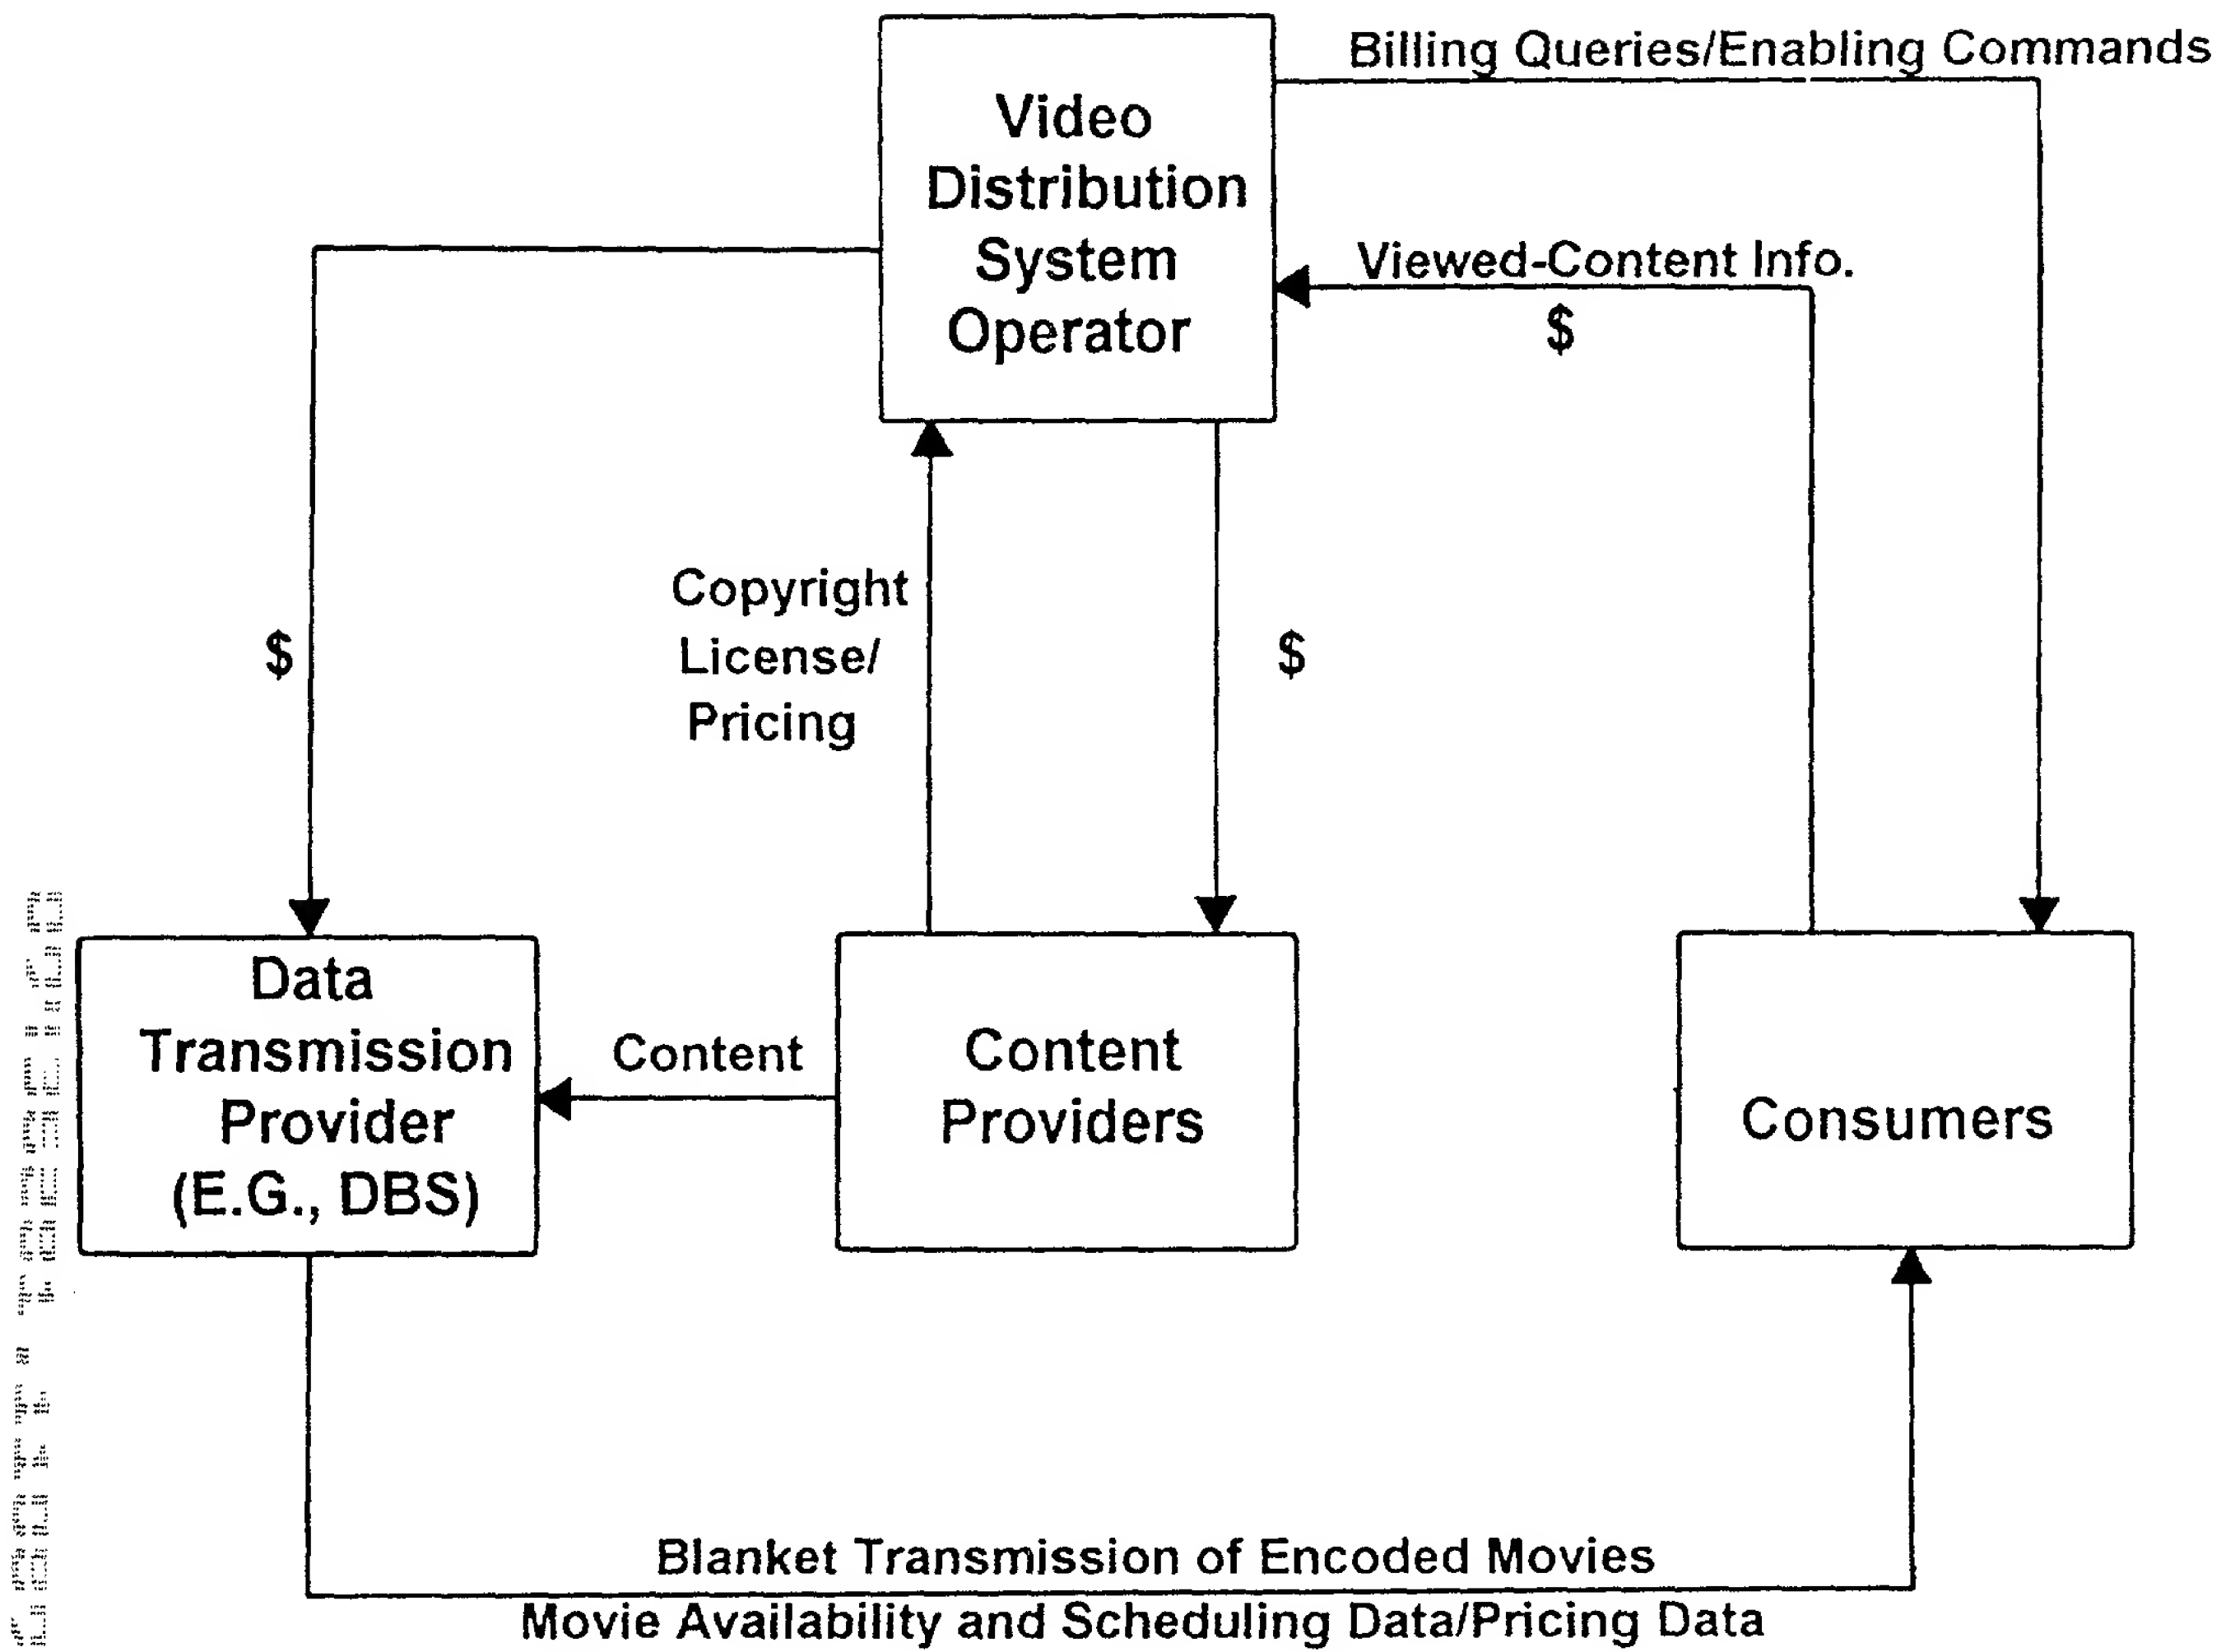 Billing Queries/Enabling Commands
Video
Distribution
System
Operator
Viewed-Content Info.
$
Copyright
License/
Pricing
$
$
Data
Transmission
Provider
(E.G., DBS)
Content
Content
Providers
Consumers
Blanket Transmission of Encoded Movies
Movie Availability and Scheduling Data/Pricing Data